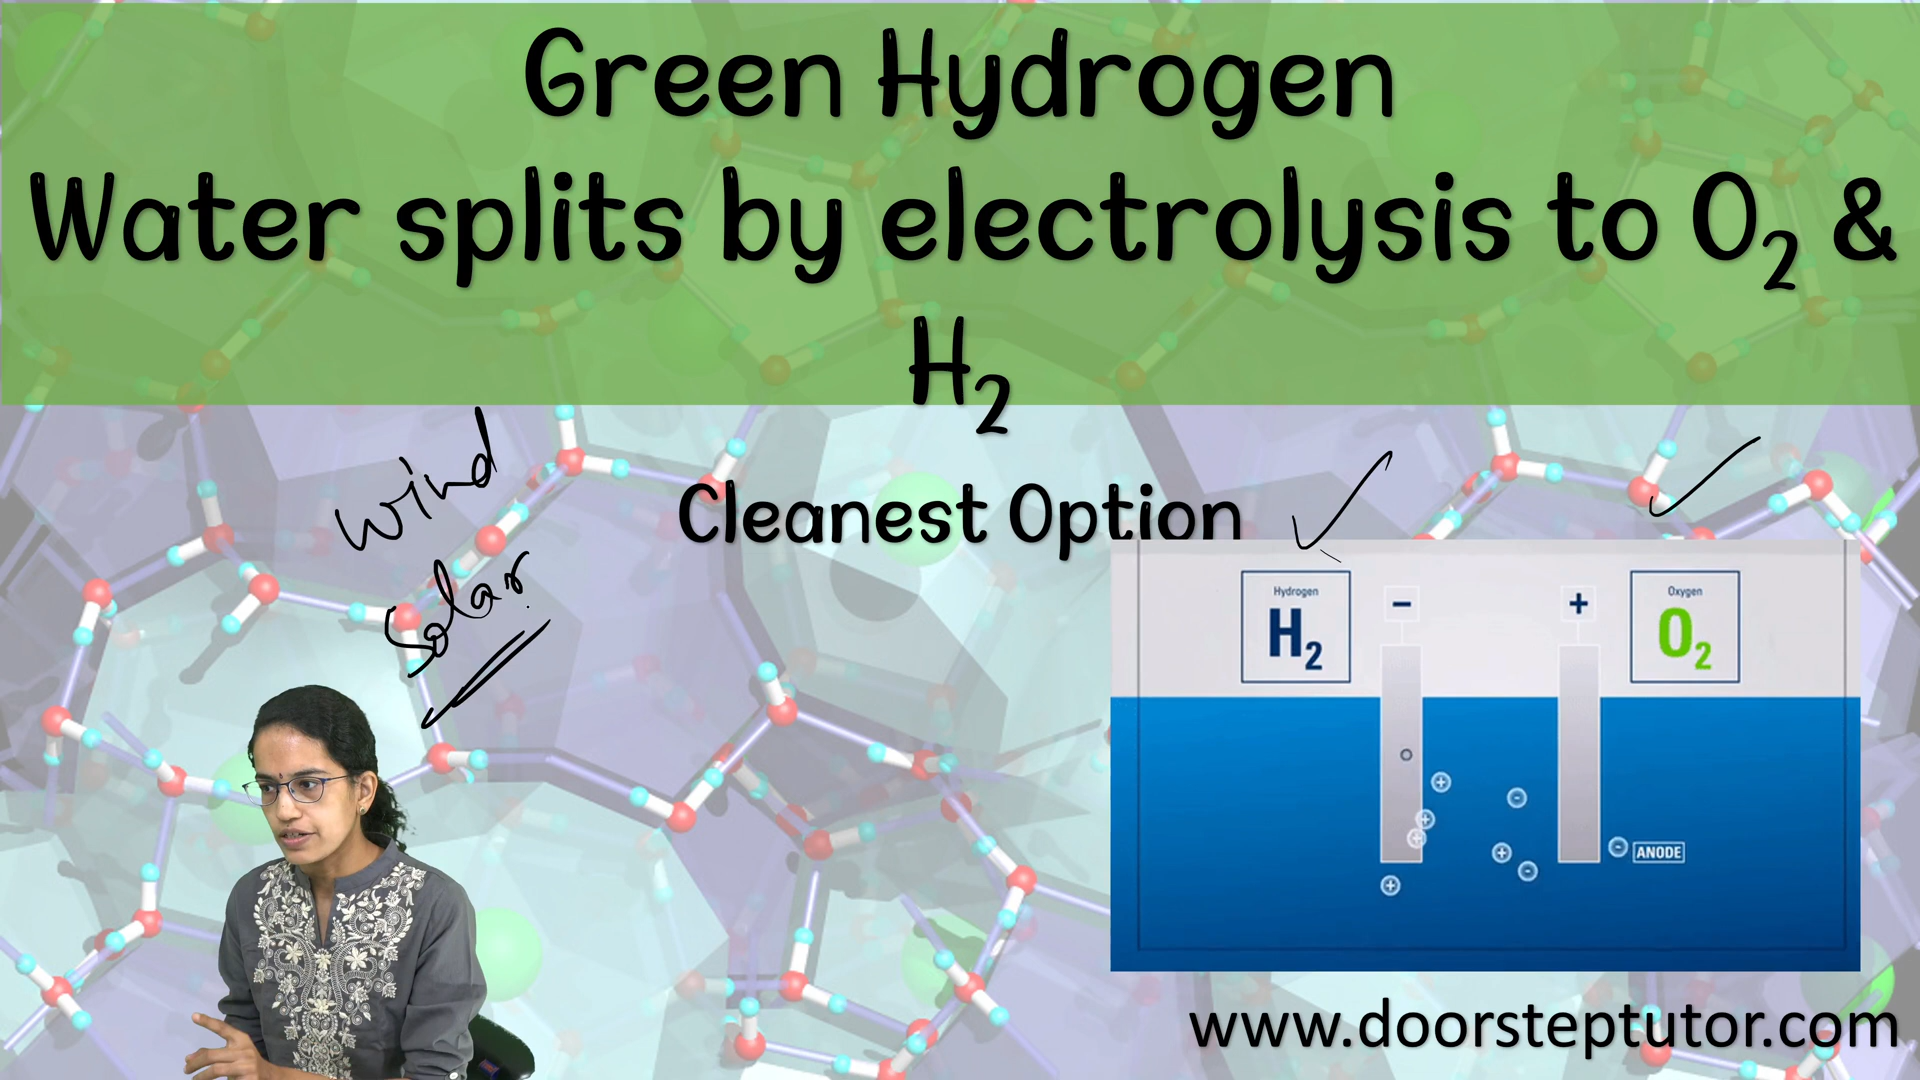 Green Hydrogen
Water splits by electrolysis to O₂ &
H₂
Wind
Solar
Cleanest Option
Hydrogen
H₂
−
+
Oxygen
O₂
ANODE
www.doorsteptutor.com